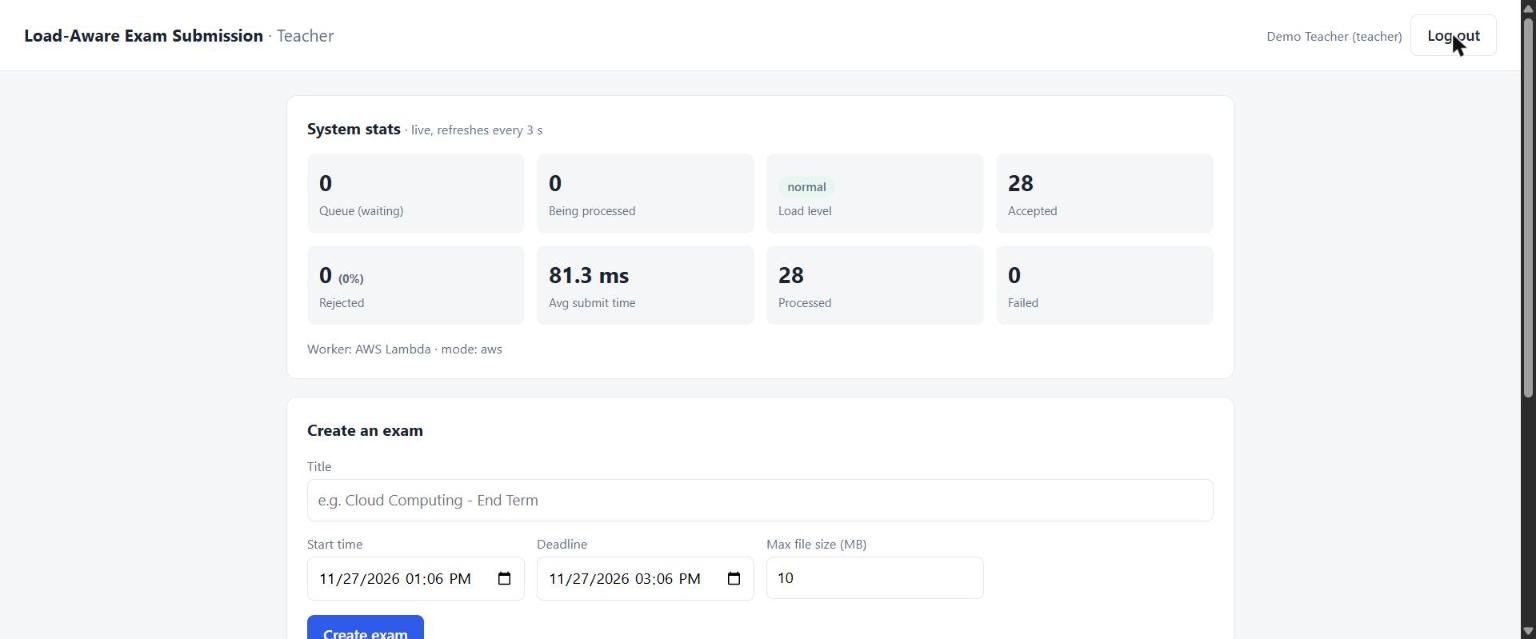 Load-Aware Exam Submission · Teacher
Demo Teacher (teacher)
Log out
System stats · live, refreshes every 3 s
0
Queue (waiting)
0
Being processed
normal
Load level
28
Accepted
0 (0%)
Rejected
81.3 ms
Avg submit time
28
Processed
0
Failed
Worker: AWS Lambda · mode: aws
Create an exam
Title
e.g. Cloud Computing - End Term
Start time
Deadline
Max file size (MB)
11/27/2026 01:06 PM
11/27/2026 03:06 PM
10
Create exam